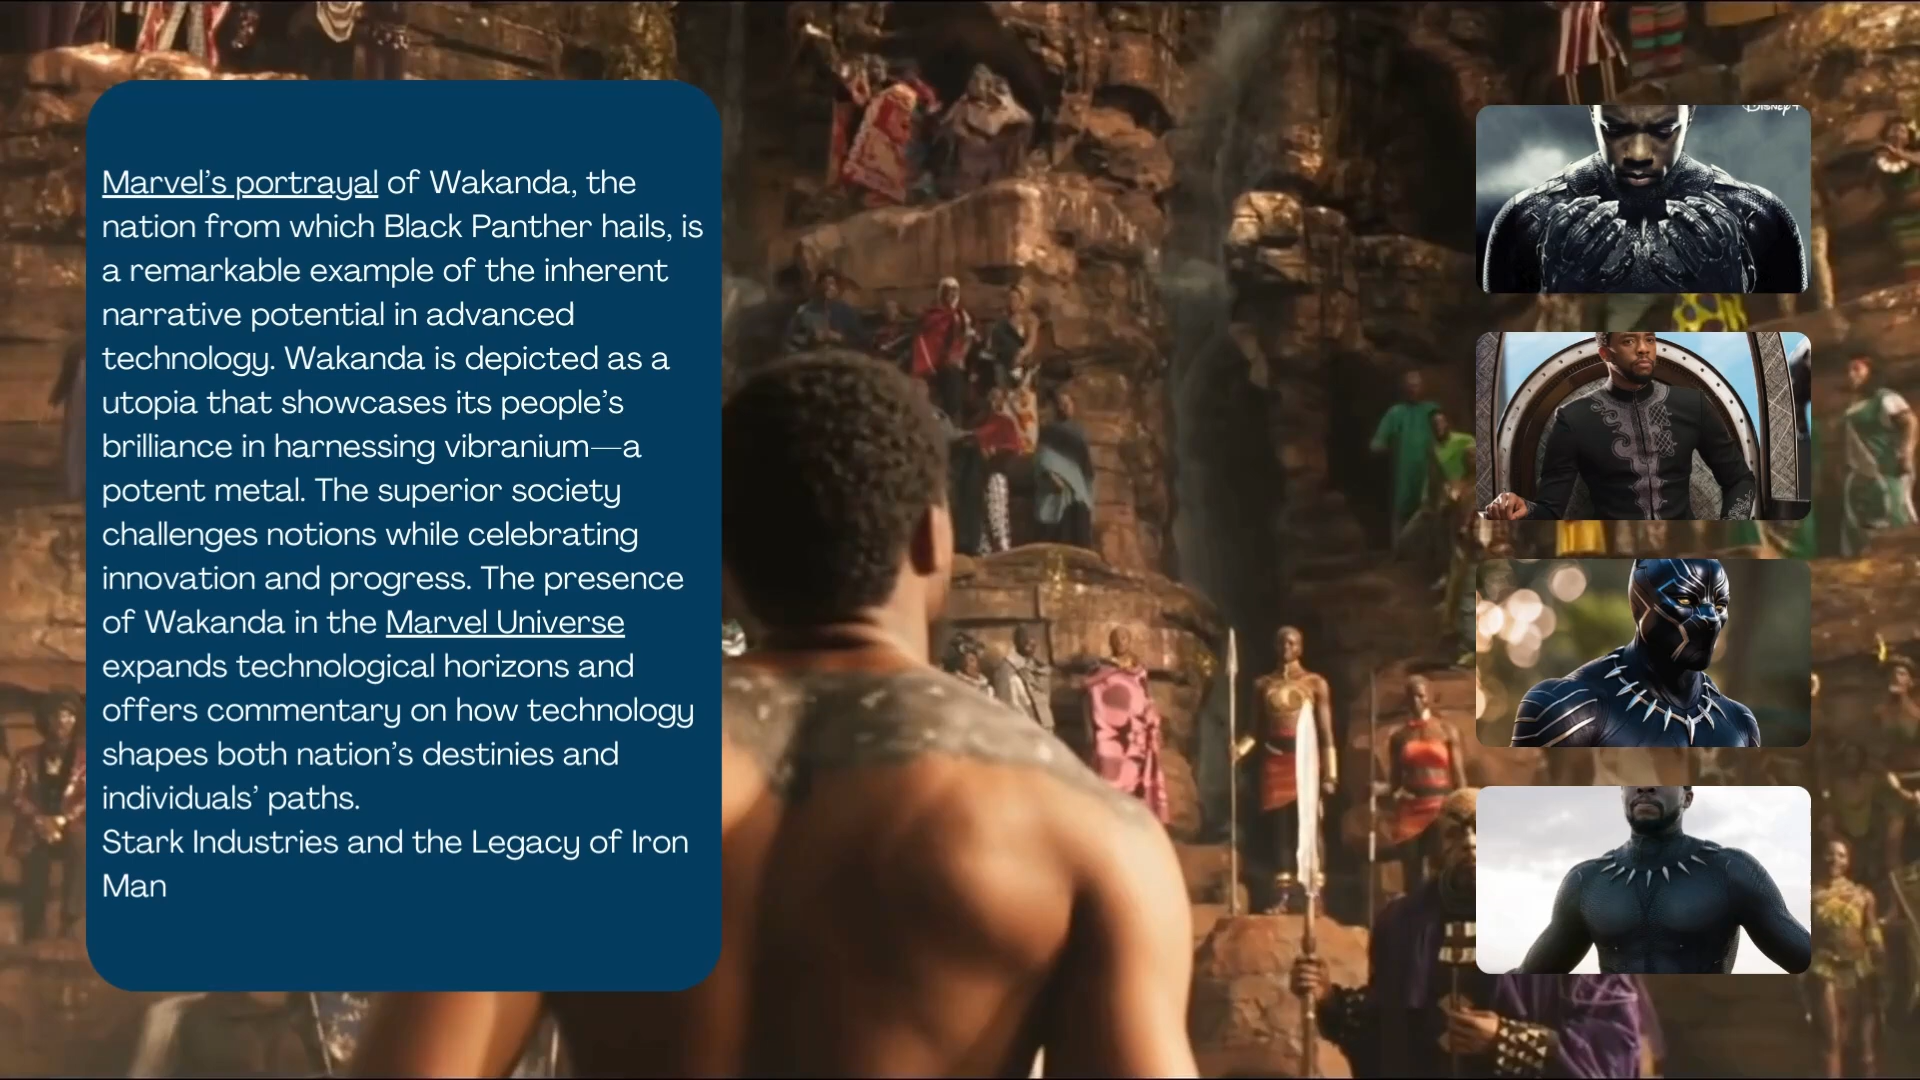 Marvel’s portrayal of Wakanda, the
nation from which Black Panther hails, is
a remarkable example of the inherent
narrative potential in advanced
technology. Wakanda is depicted as a
utopia that showcases its people’s
brilliance in harnessing vibranium—a
potent metal. The superior society
challenges notions while celebrating
innovation and progress. The presence
of Wakanda in the Marvel Universe
expands technological horizons and
offers commentary on how technology
shapes both nation’s destinies and
individuals’ paths.
Stark Industries and the Legacy of Iron
Man
Disney+